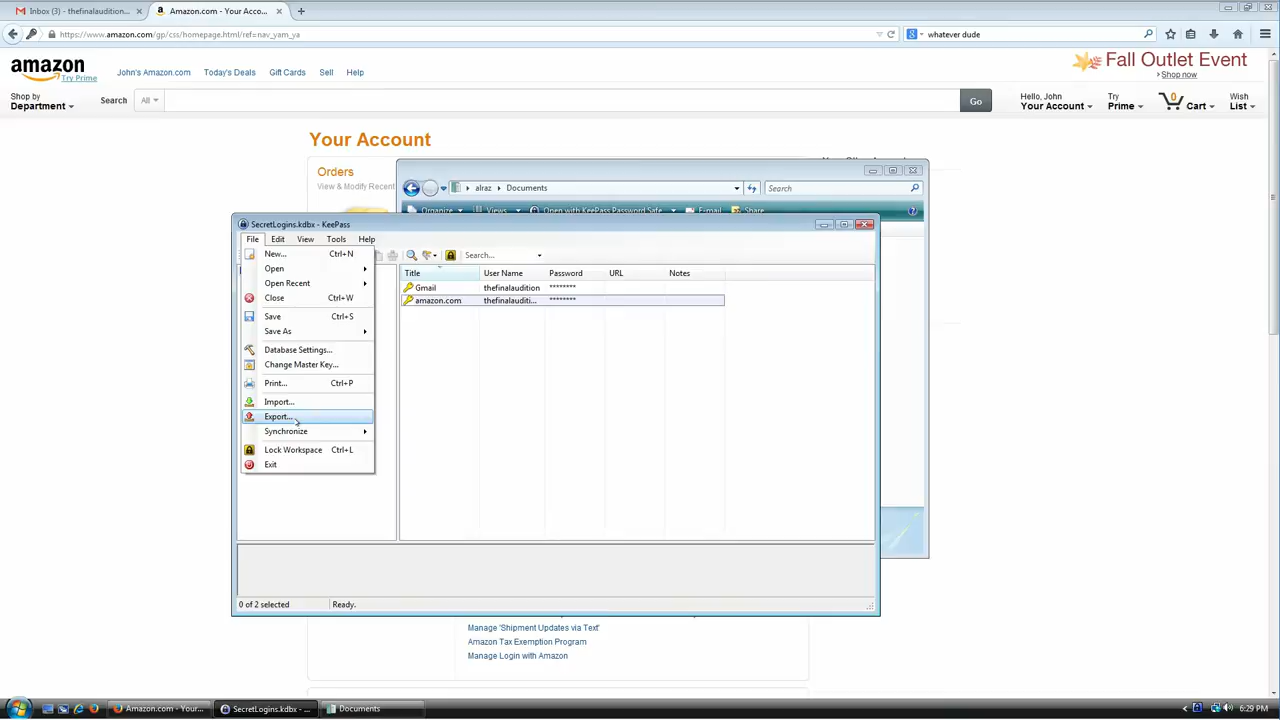 Inbox (3) - thefinalaudition...
Amazon.com - Your Acco...
https://www.amazon.com/gp/css/homepage.html/ref=nav_yam_ya
whatever dude
amazon
Try Prime
John's Amazon.com
Today's Deals
Gift Cards
Sell
Help
Fall Outlet Event
Shop now
Shop by
Department
Search
All
Go
Hello, John
Your Account
Try
Prime
0
Cart
Wish
List
Your Account
Orders
View & Modify Recent
alraz
Documents
Search
Organize
Views
Open with KeePass Password Safe
E-mail
Share
SecretLogins.kdbx - KeePass
File
Edit
View
Tools
Help
Search...
New... Ctrl+N
Open
Open Recent
Close Ctrl+W
Save Ctrl+S
Save As
Database Settings...
Change Master Key...
Print... Ctrl+P
Import...
Export...
Synchronize
Lock Workspace Ctrl+L
Exit
Title User Name Password URL Notes
Gmail thefinalaudition ********
amazon.com thefinalauditi... ********
0 of 2 selected
Ready.
Manage 'Shipment Updates via Text'
Amazon Tax Exemption Program
Manage Login with Amazon
Amazon.com - Your...
SecretLogins.kdbx - ...
Documents
6:29 PM